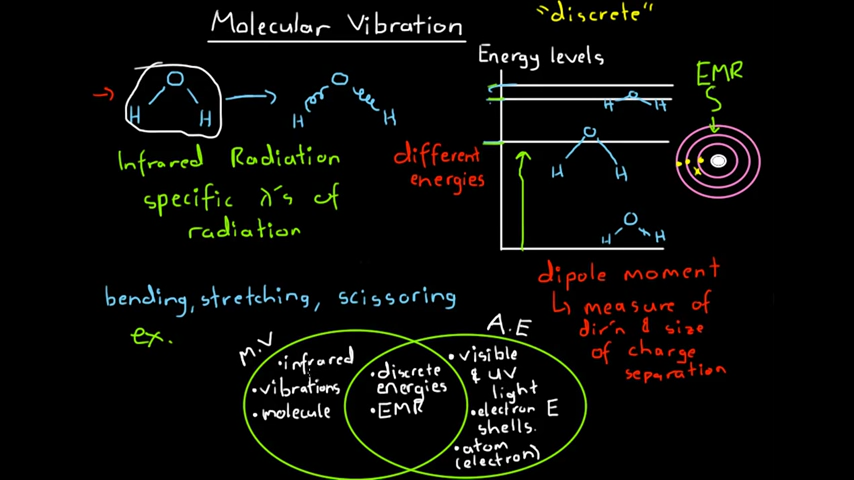 Molecular Vibration
"discrete"
Energy levels
EMR
O
H H
O
H H
O
H H
O
H H
O
H H
Infrared Radiation
specific λ's of
radiation
different
energies
x
dipole moment
↳ measure of
dir'n & size
of charge
separation
bending, stretching, scissoring
ex.
M.V
• infrared
• vibrations
• molecule
• discrete
energies
• EMR
A.E
• visible
& UV
light
• electron E
shells.
• atom
(electron)